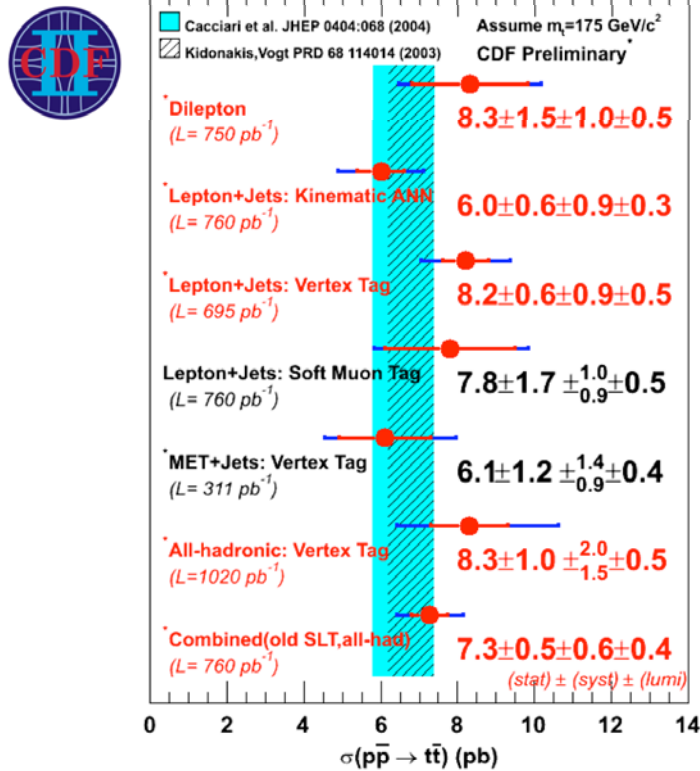 CDF
II
Cacciari et al. JHEP 0404:068 (2004)
Assume mₜ=175 GeV/c²
Kidonakis,Vogt PRD 68 114014 (2003)
CDF Preliminary*
*Dilepton
(L= 750 pb⁻¹)
8.3±1.5±1.0±0.5
*Lepton+Jets: Kinematic ANN
(L= 760 pb⁻¹)
6.0±0.6±0.9±0.3
*Lepton+Jets: Vertex Tag
(L= 695 pb⁻¹)
8.2±0.6±0.9±0.5
Lepton+Jets: Soft Muon Tag
(L= 760 pb⁻¹)
7.8±1.7 ±1.0 0.9±0.5
*MET+Jets: Vertex Tag
(L= 311 pb⁻¹)
6.1±1.2 ±1.4 0.9±0.4
*All-hadronic: Vertex Tag
(L=1020 pb⁻¹)
8.3±1.0 ±2.0 1.5±0.5
*Combined(old SLT,all-had)
(L= 760 pb⁻¹)
7.3±0.5±0.6±0.4
(stat) ± (syst) ± (lumi)
0 2 4 6 8 10 12 14
σ(pp̅ → tt̅) (pb)